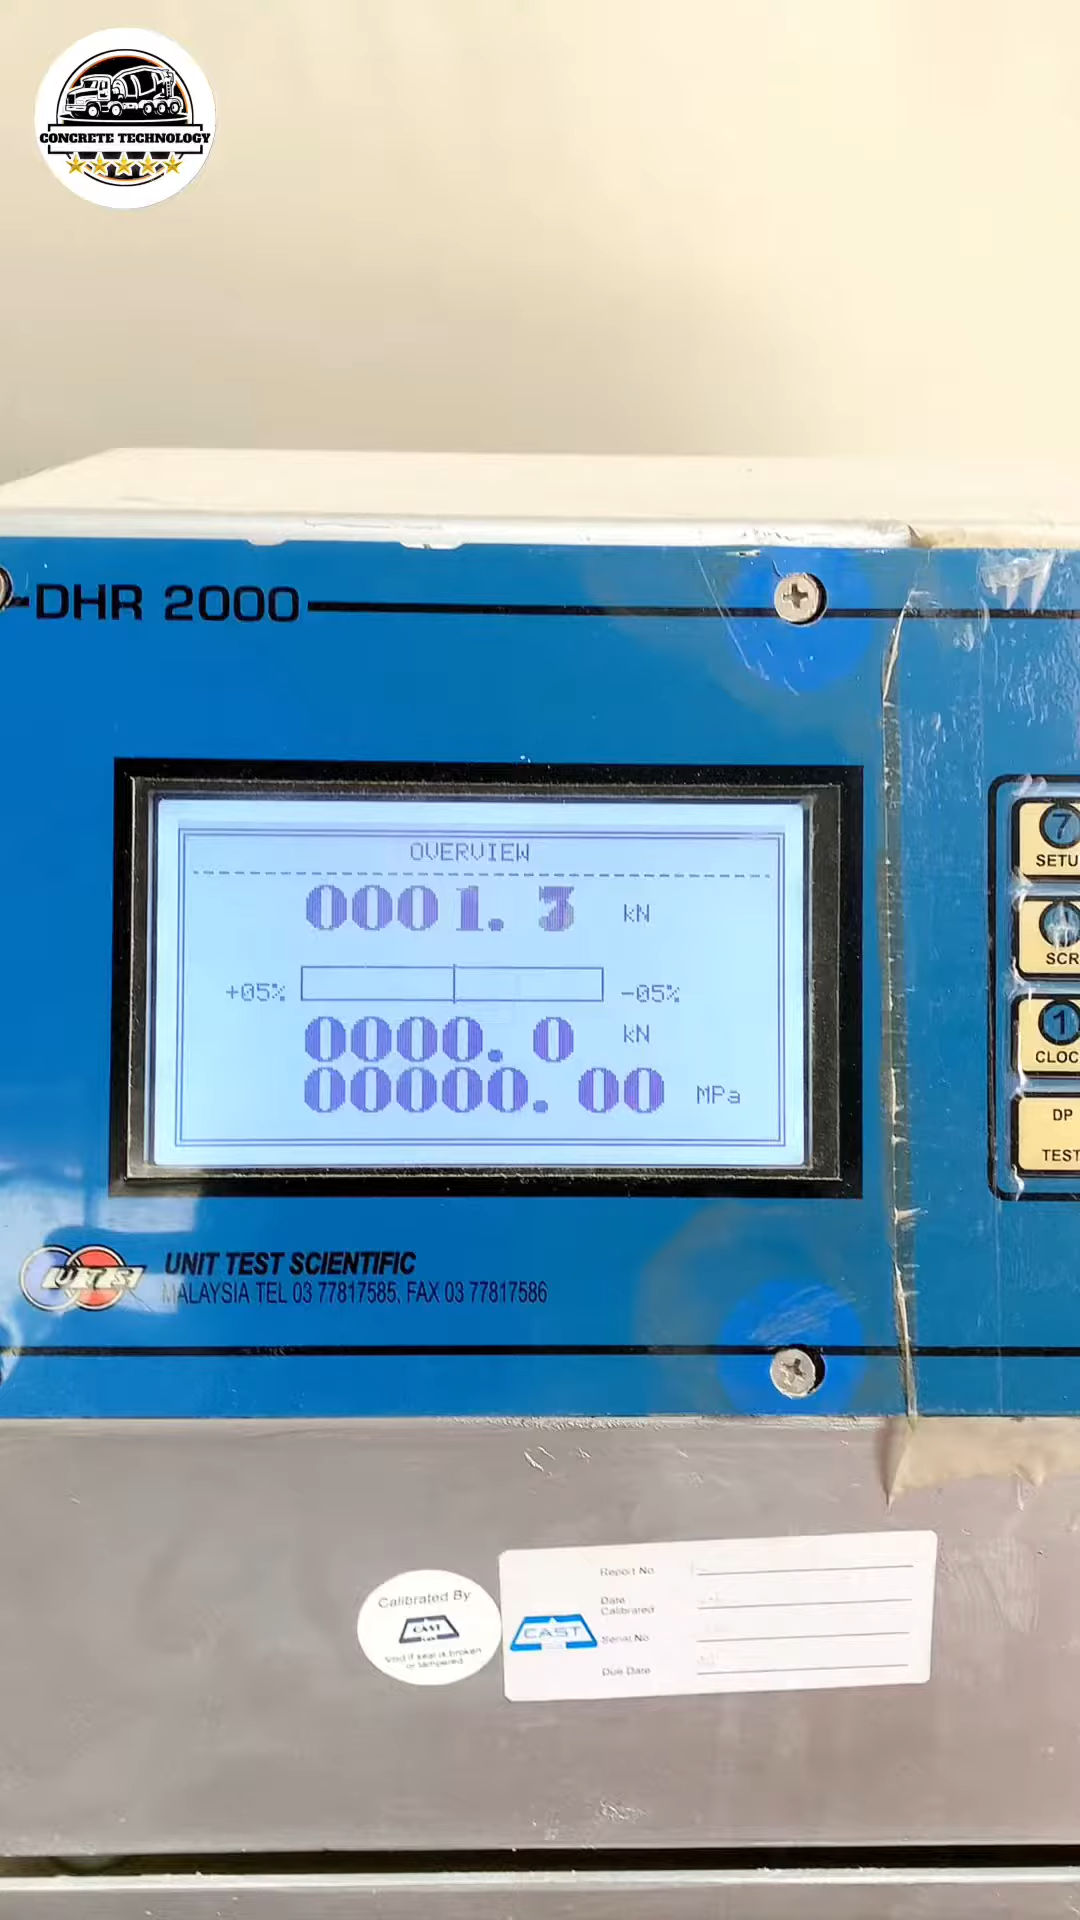 CONCRETE TECHNOLOGY
DHR 2000
OVERVIEW
0001.3 kN
+05% -05%
0000.0 kN
00000.00 MPa
7
SETU
SCR
1
CLOC
DP
TEST
UTS
UNIT TEST SCIENTIFIC
MALAYSIA TEL 03 77817585, FAX 03 77817586
Calibrated By
CAST
Void if seal is broken
or tampered
CAST
Report No
Date
Calibrated
Serial No
Due Date